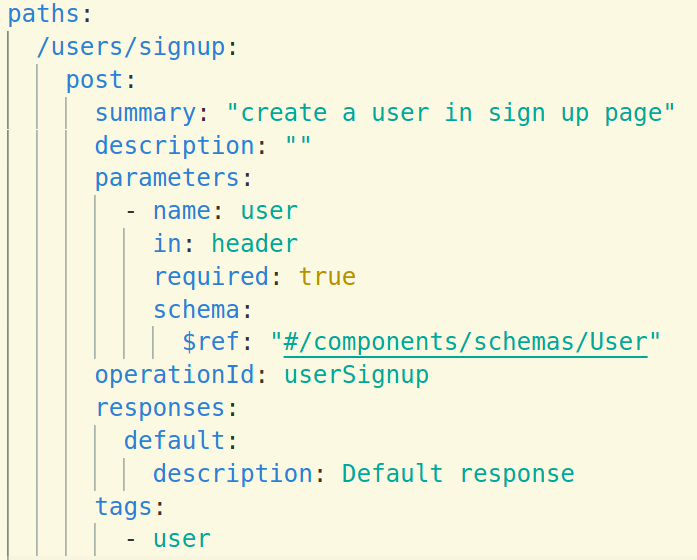 paths:
/users/signup:
post:
summary: "create a user in sign up page"
description: ""
parameters:
- name: user
in: header
required: true
schema:
$ref: "#/components/schemas/User"
operationId: userSignup
responses:
default:
description: Default response
tags:
- user